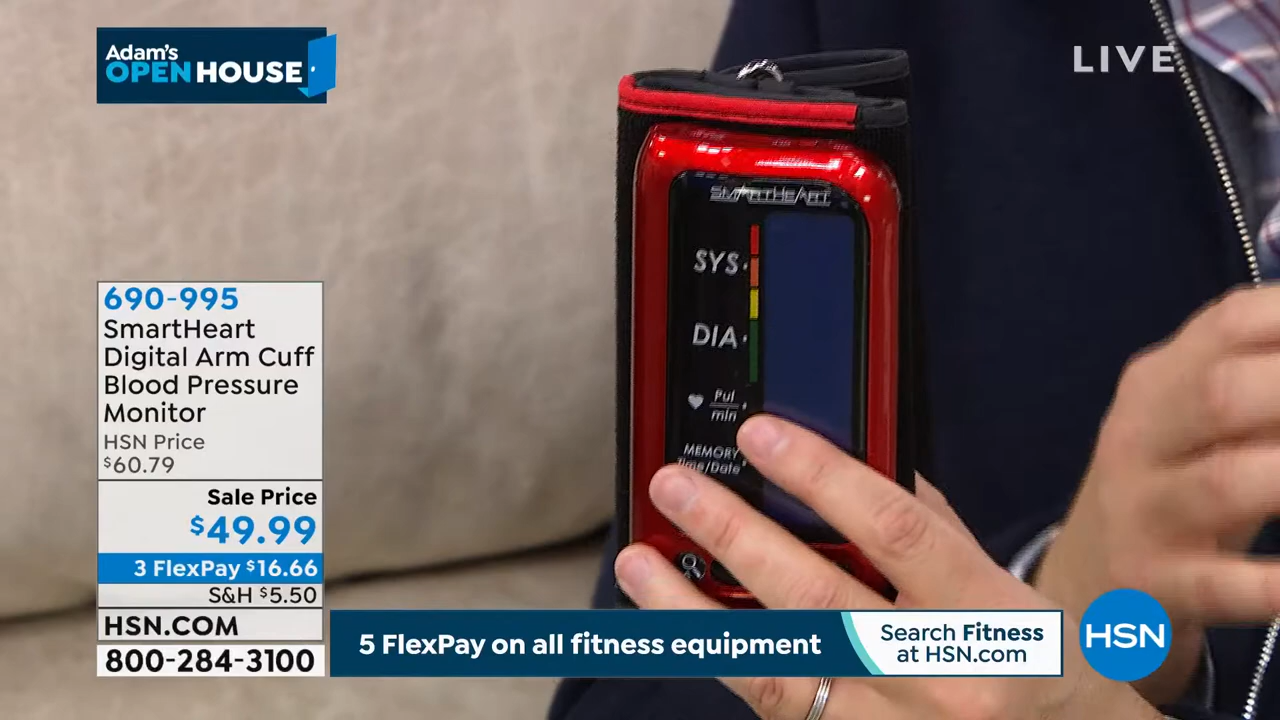 Adam's
OPEN HOUSE
LIVE
SMARTHEART
SYS
DIA
Pul
min
MEMORY
Time/Date
690-995
SmartHeart
Digital Arm Cuff
Blood Pressure
Monitor
HSN Price
$60.79
Sale Price
$49.99
3 FlexPay $16.66
S&H $5.50
HSN.COM
800-284-3100
5 FlexPay on all fitness equipment
Search Fitness
at HSN.com
HSN